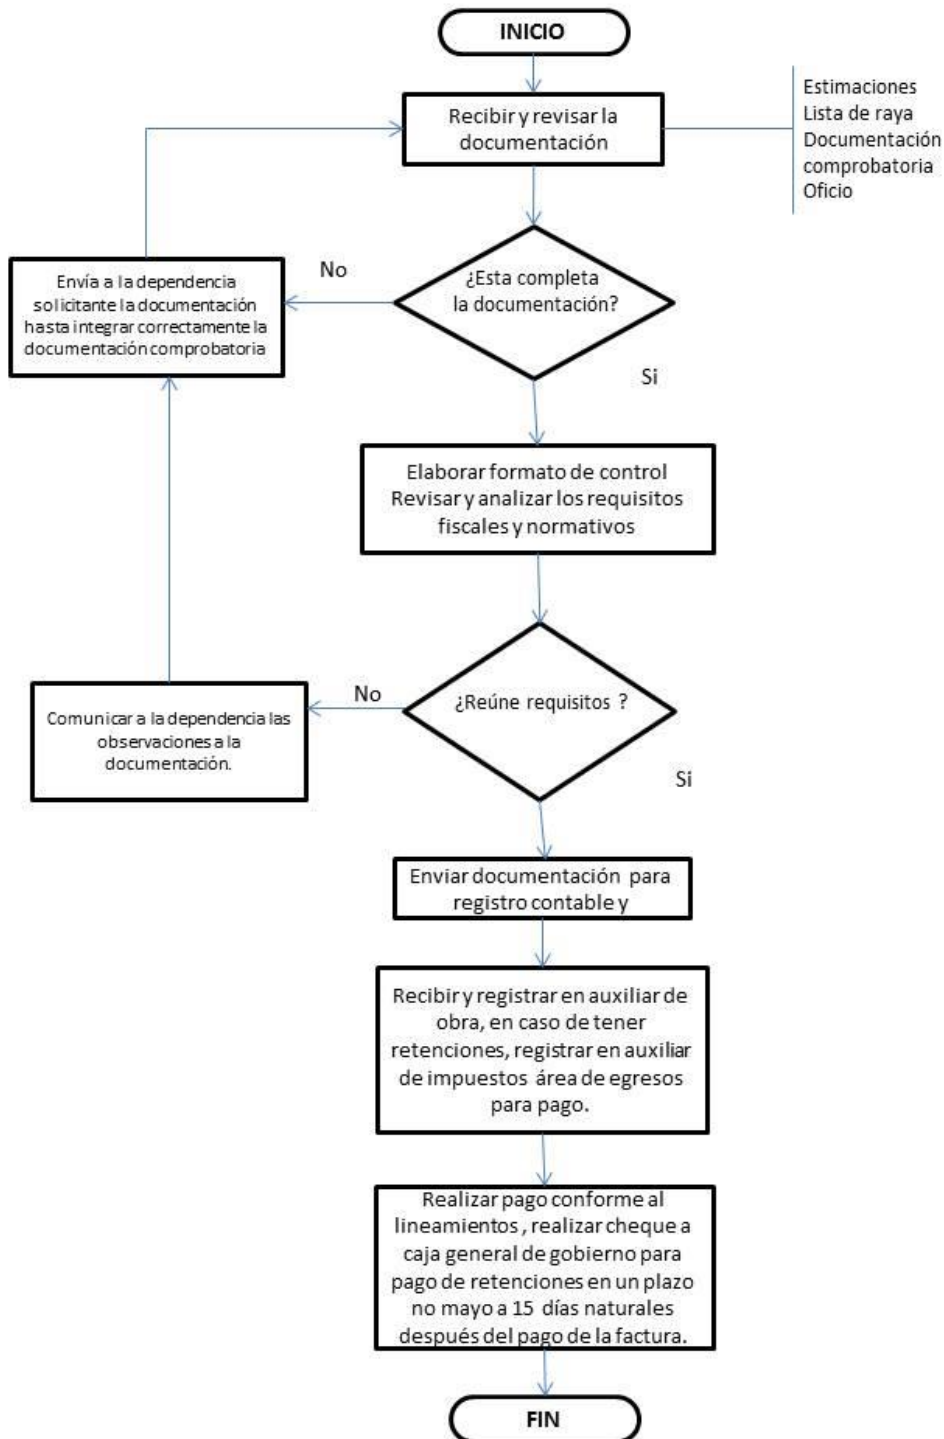 INICIO
Recibir y revisar la
documentación
Estimaciones
Lista de raya
Documentación
comprobatoria
Oficio
¿Esta completa
la documentación?
No
Envía a la dependencia
solicitante la documentación
hasta integrar correctamente la
documentación comprobatoria
Si
Elaborar formato de control
Revisar y analizar los requisitos
fiscales y normativos
¿Reúne requisitos ?
No
Comunicar a la dependencia las
observaciones a la
documentación.
Si
Enviar documentación para
registro contable y
Recibir y registrar en auxiliar de
obra, en caso de tener
retenciones, registrar en auxiliar
de impuestos área de egresos
para pago.
Realizar pago conforme al
lineamientos , realizar cheque a
caja general de gobierno para
pago de retenciones en un plazo
no mayo a 15 días naturales
después del pago de la factura.
FIN